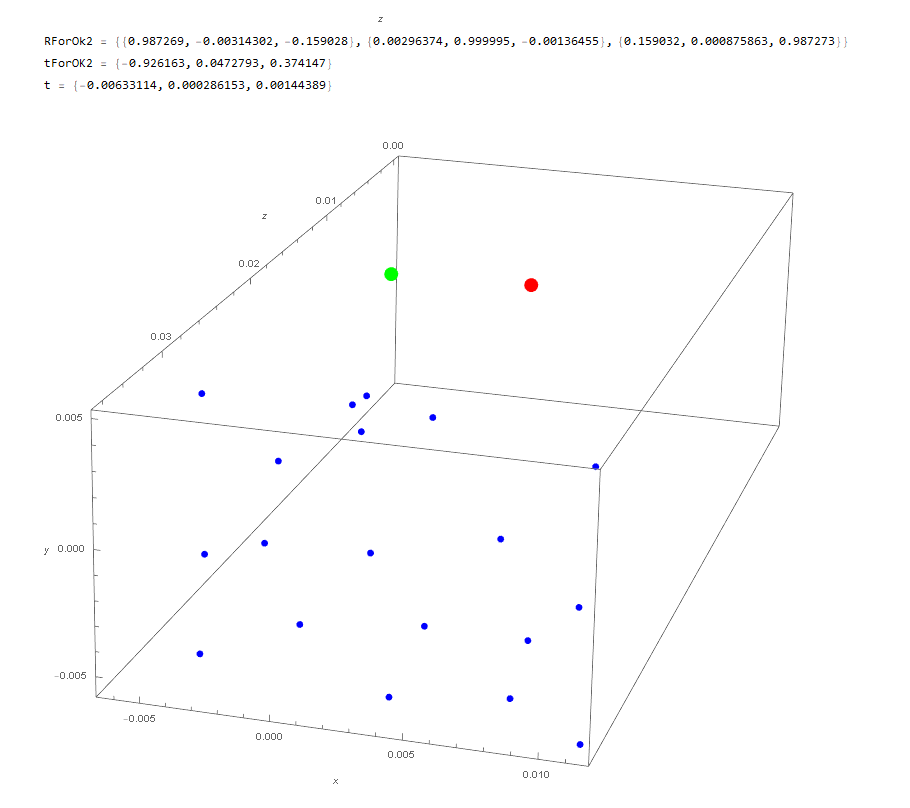 z
RForOk2 = {{0.987269, -0.00314302, -0.159028}, {0.00296374, 0.999995, -0.00136455}, {0.159032, 0.000875863, 0.987273}}
tForOK2 = {-0.926163, 0.0472793, 0.374147}
t = {-0.00633114, 0.000286153, 0.00144389}
0.00
0.01
z
0.02
0.03
0.005
y 0.000
-0.005
-0.005
0.000
0.005
0.010
x